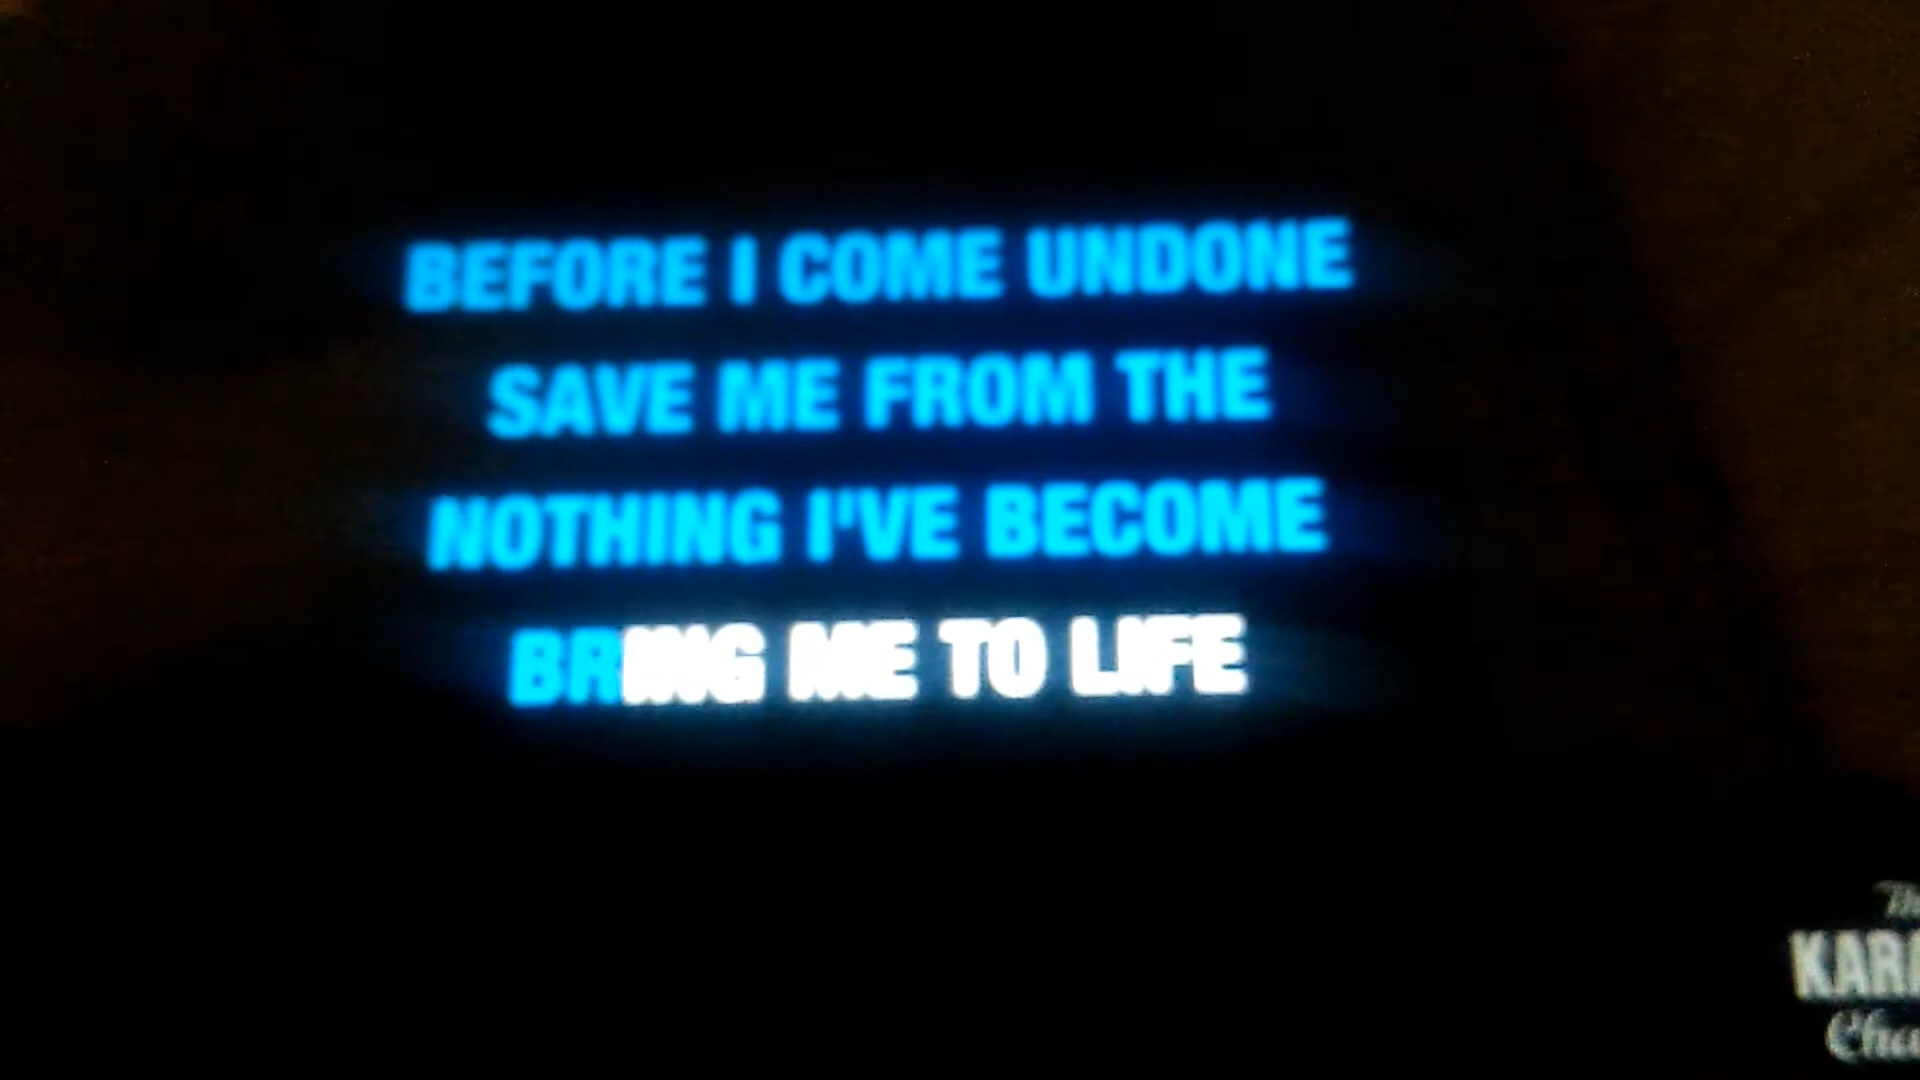 BEFORE I COME UNDONE
SAVE ME FROM THE
NOTHING I'VE BECOME
BRING ME TO LIFE